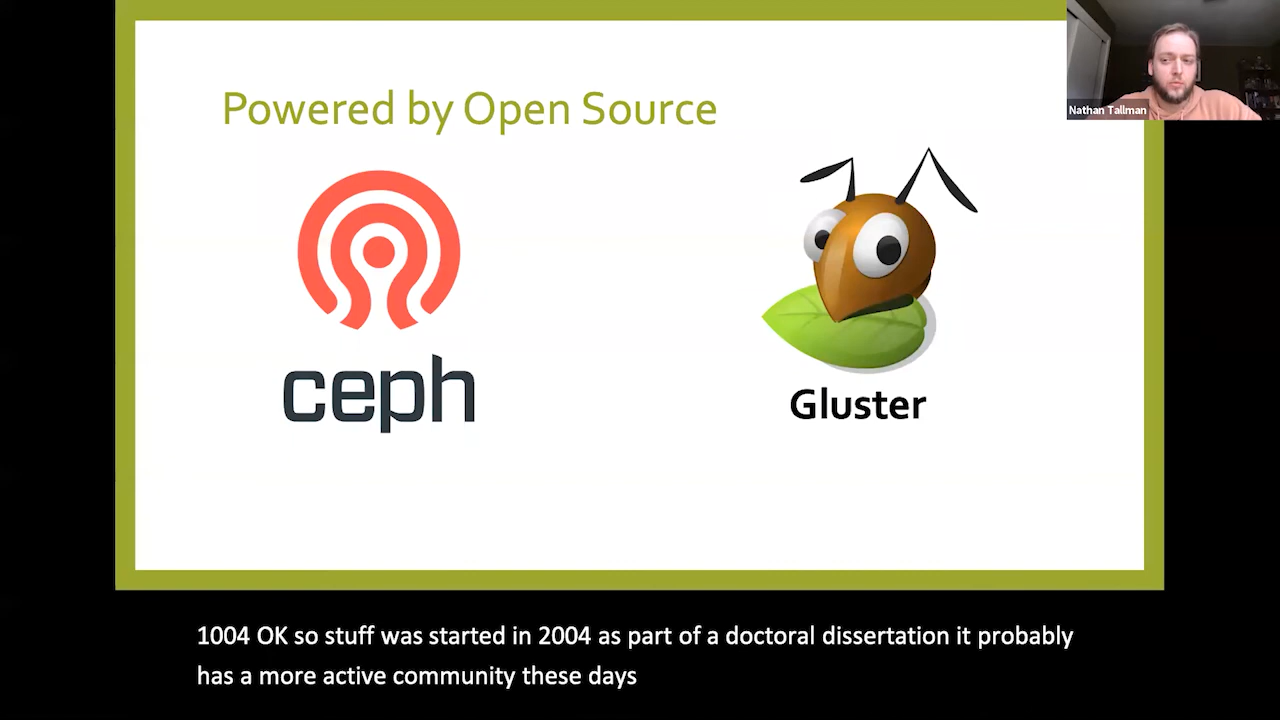 Powered by Open Source
Nathan Tallman
ceph
Gluster
1004 OK so stuff was started in 2004 as part of a doctoral dissertation it probably
has a more active community these days